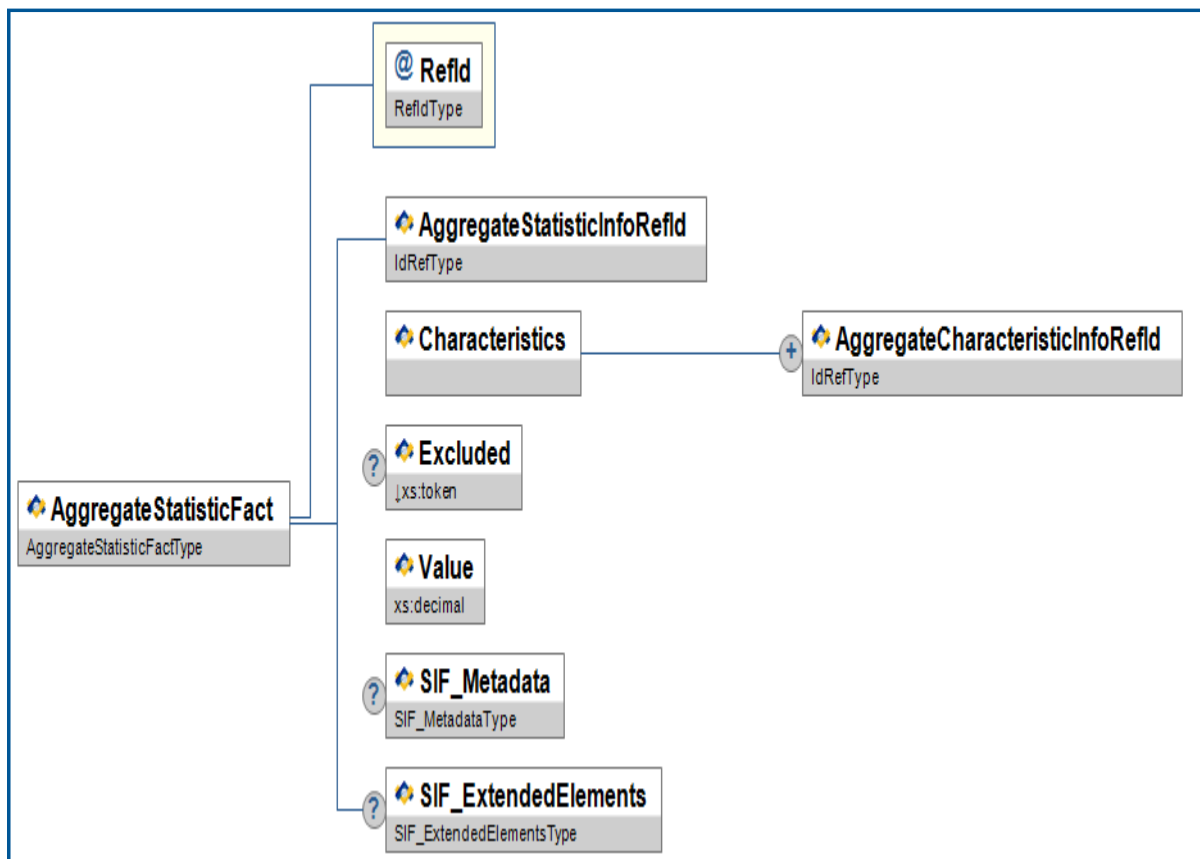 @ RefId
RefIdType
AggregateStatisticInfoRefId
IdRefType
Characteristics
+ AggregateCharacteristicInfoRefId
IdRefType
? Excluded
↓xs:token
AggregateStatisticFact
AggregateStatisticFactType
Value
xs:decimal
? SIF_Metadata
SIF_MetadataType
? SIF_ExtendedElements
SIF_ExtendedElementsType